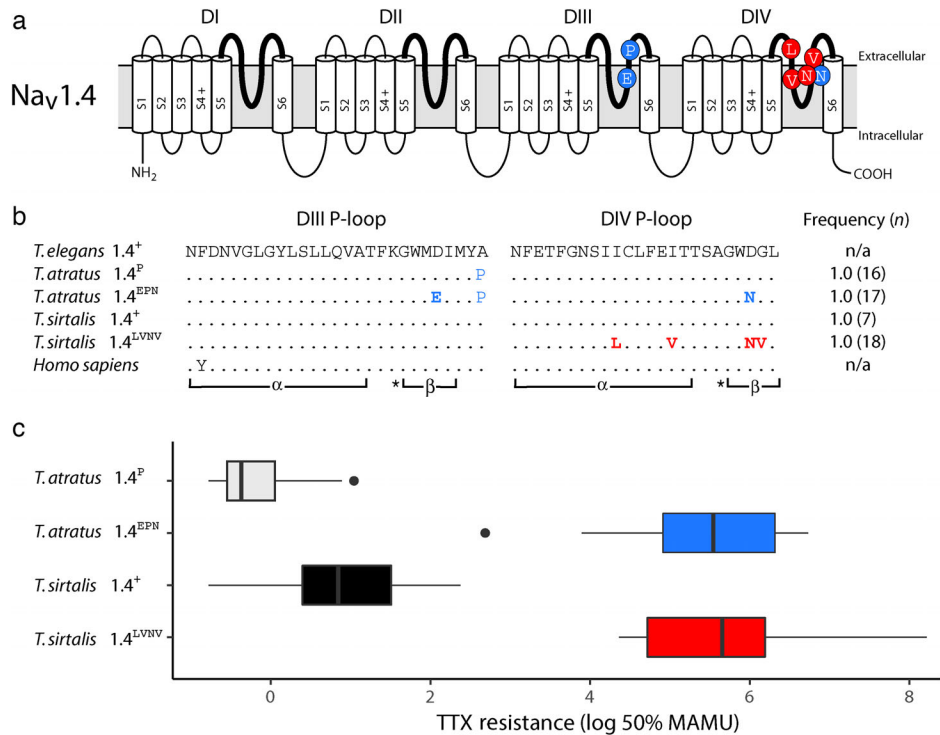 a
DI DII DIII DIV
Nav1.4
S1 S2 S3 S4+ S5 S6 S1 S2 S3 S4+ S5 S6 S1 S2 S3 S4+ S5 P E S6 S1 S2 S3 S4+ S5 L V V N N S6
Extracellular
Intracellular
NH2
COOH
b
DIII P-loop DIV P-loop Frequency (n)
T. elegans 1.4+ NFDNVGLGYLSLLQVATFKGWMDIMYA NFETFGNSIICLFEITTSAGWDGL n/a
T. atratus 1.4P ..........................P ........................ 1.0 (16)
T. atratus 1.4EPN ......................E...P .....................N.. 1.0 (17)
T. sirtalis 1.4+ ........................... ........................ 1.0 (7)
T. sirtalis 1.4LVNV ........................... .........L....V......NV. 1.0 (18)
Homo sapiens .Y......................... ........................ n/a
α * β α * β
c
T. atratus 1.4P
T. atratus 1.4EPN
T. sirtalis 1.4+
T. sirtalis 1.4LVNV
0 2 4 6 8
TTX resistance (log 50% MAMU)